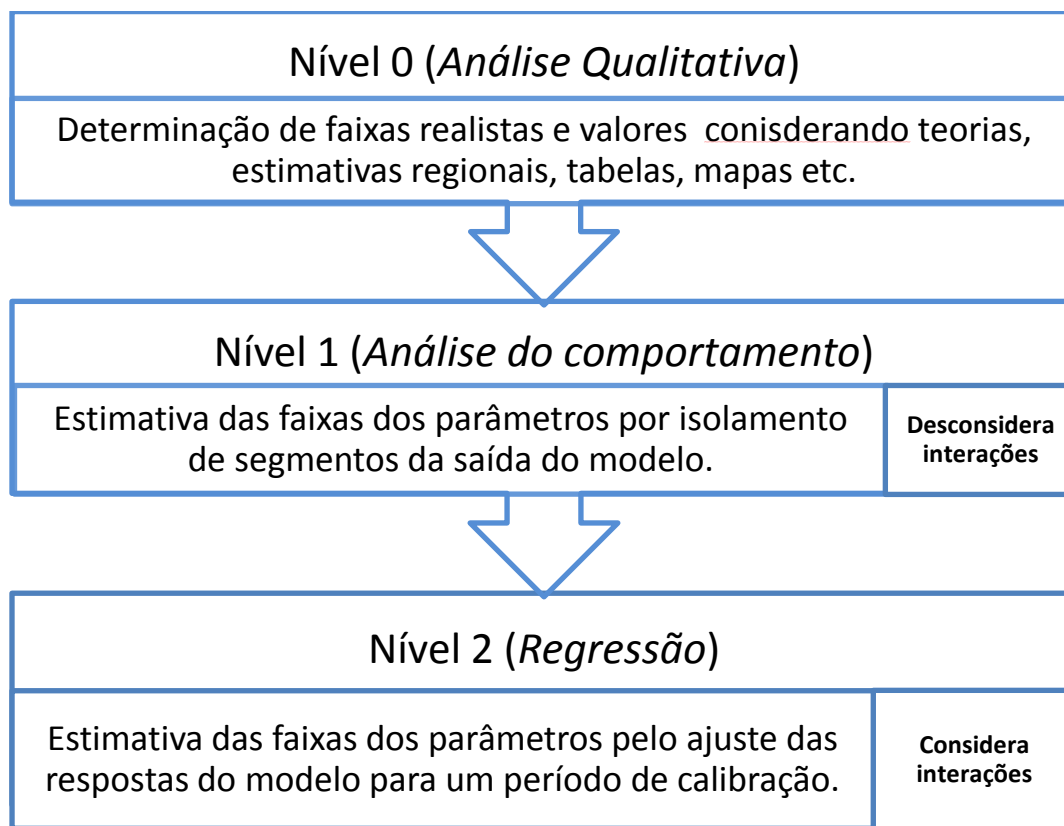 Nível 0 (Análise Qualitativa)
Determinação de faixas realistas e valores conisderando teorias,
estimativas regionais, tabelas, mapas etc.
Nível 1 (Análise do comportamento)
Estimativa das faixas dos parâmetros por isolamento
de segmentos da saída do modelo.
Desconsidera
interações
Nível 2 (Regressão)
Estimativa das faixas dos parâmetros pelo ajuste das
respostas do modelo para um período de calibração.
Considera
interações